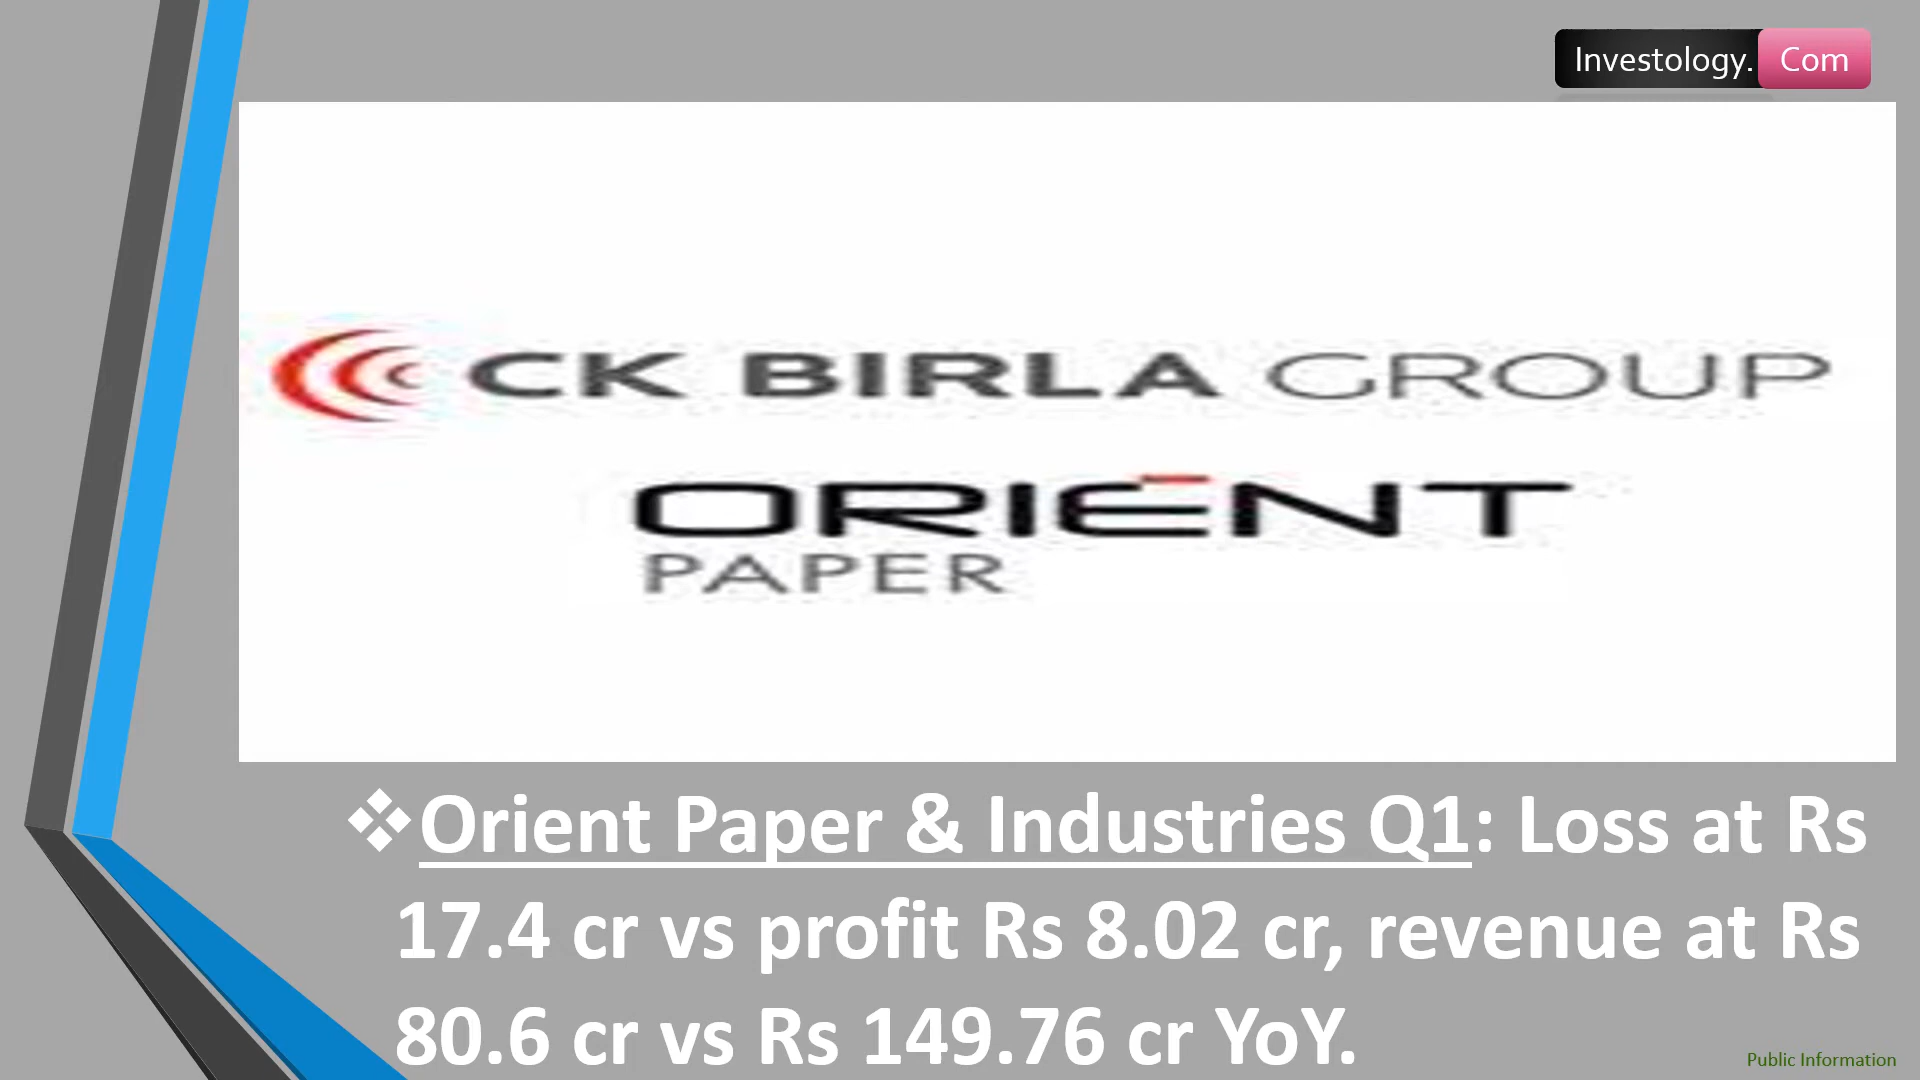 Investology. Com
CK BIRLA GROUP
ORIENT
PAPER
❖Orient Paper & Industries Q1: Loss at Rs
17.4 cr vs profit Rs 8.02 cr, revenue at Rs
80.6 cr vs Rs 149.76 cr YoY.
Public Information